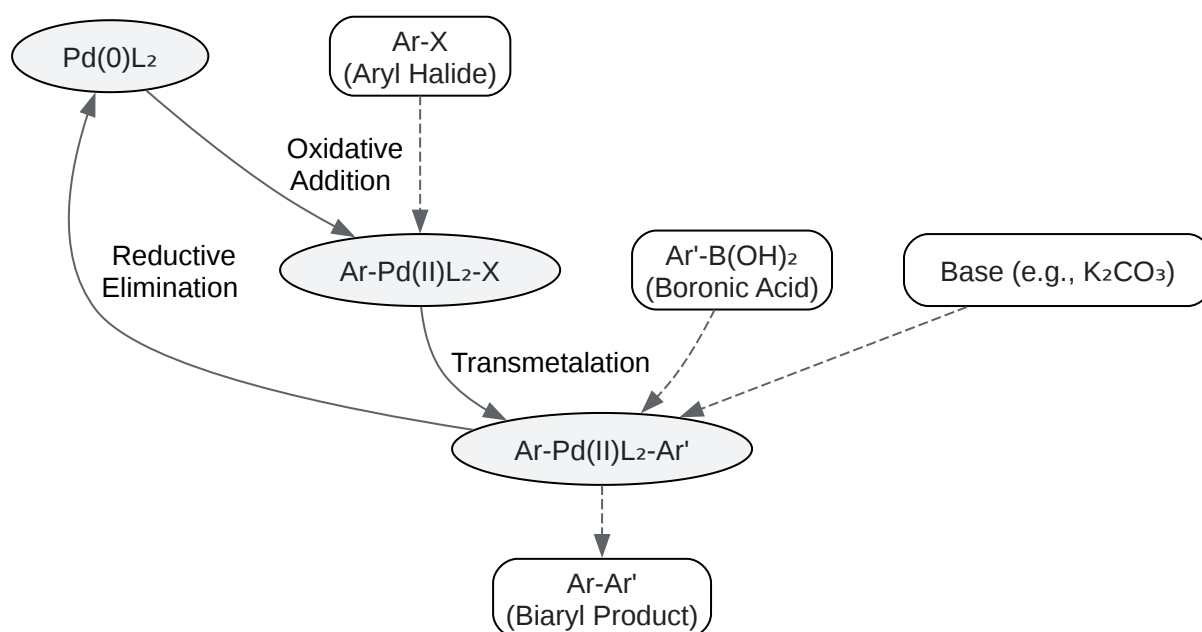 Pd(0)L₂
Ar-X
(Aryl Halide)
Oxidative
Addition
Reductive
Elimination
Ar-Pd(II)L₂-X
Ar'-B(OH)₂
(Boronic Acid)
Base (e.g., K₂CO₃)
Transmetalation
Ar-Pd(II)L₂-Ar'
Ar-Ar'
(Biaryl Product)